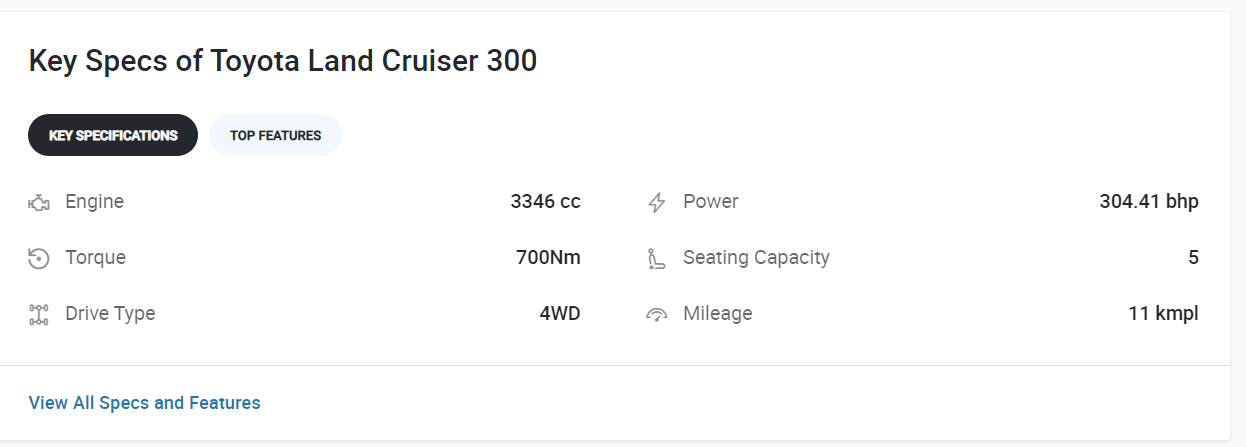 Key Specs of Toyota Land Cruiser 300
KEY SPECIFICATIONS TOP FEATURES
Engine 3346 cc Power 304.41 bhp
Torque 700Nm Seating Capacity 5
Drive Type 4WD Mileage 11 kmpl
View All Specs and Features